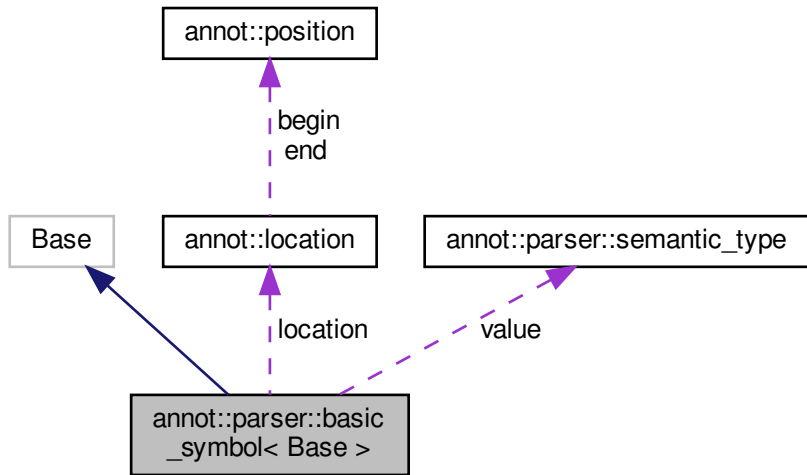 annot::position
begin
end
Base
annot::location
annot::parser::semantic_type
location
value
annot::parser::basic
_symbol< Base >